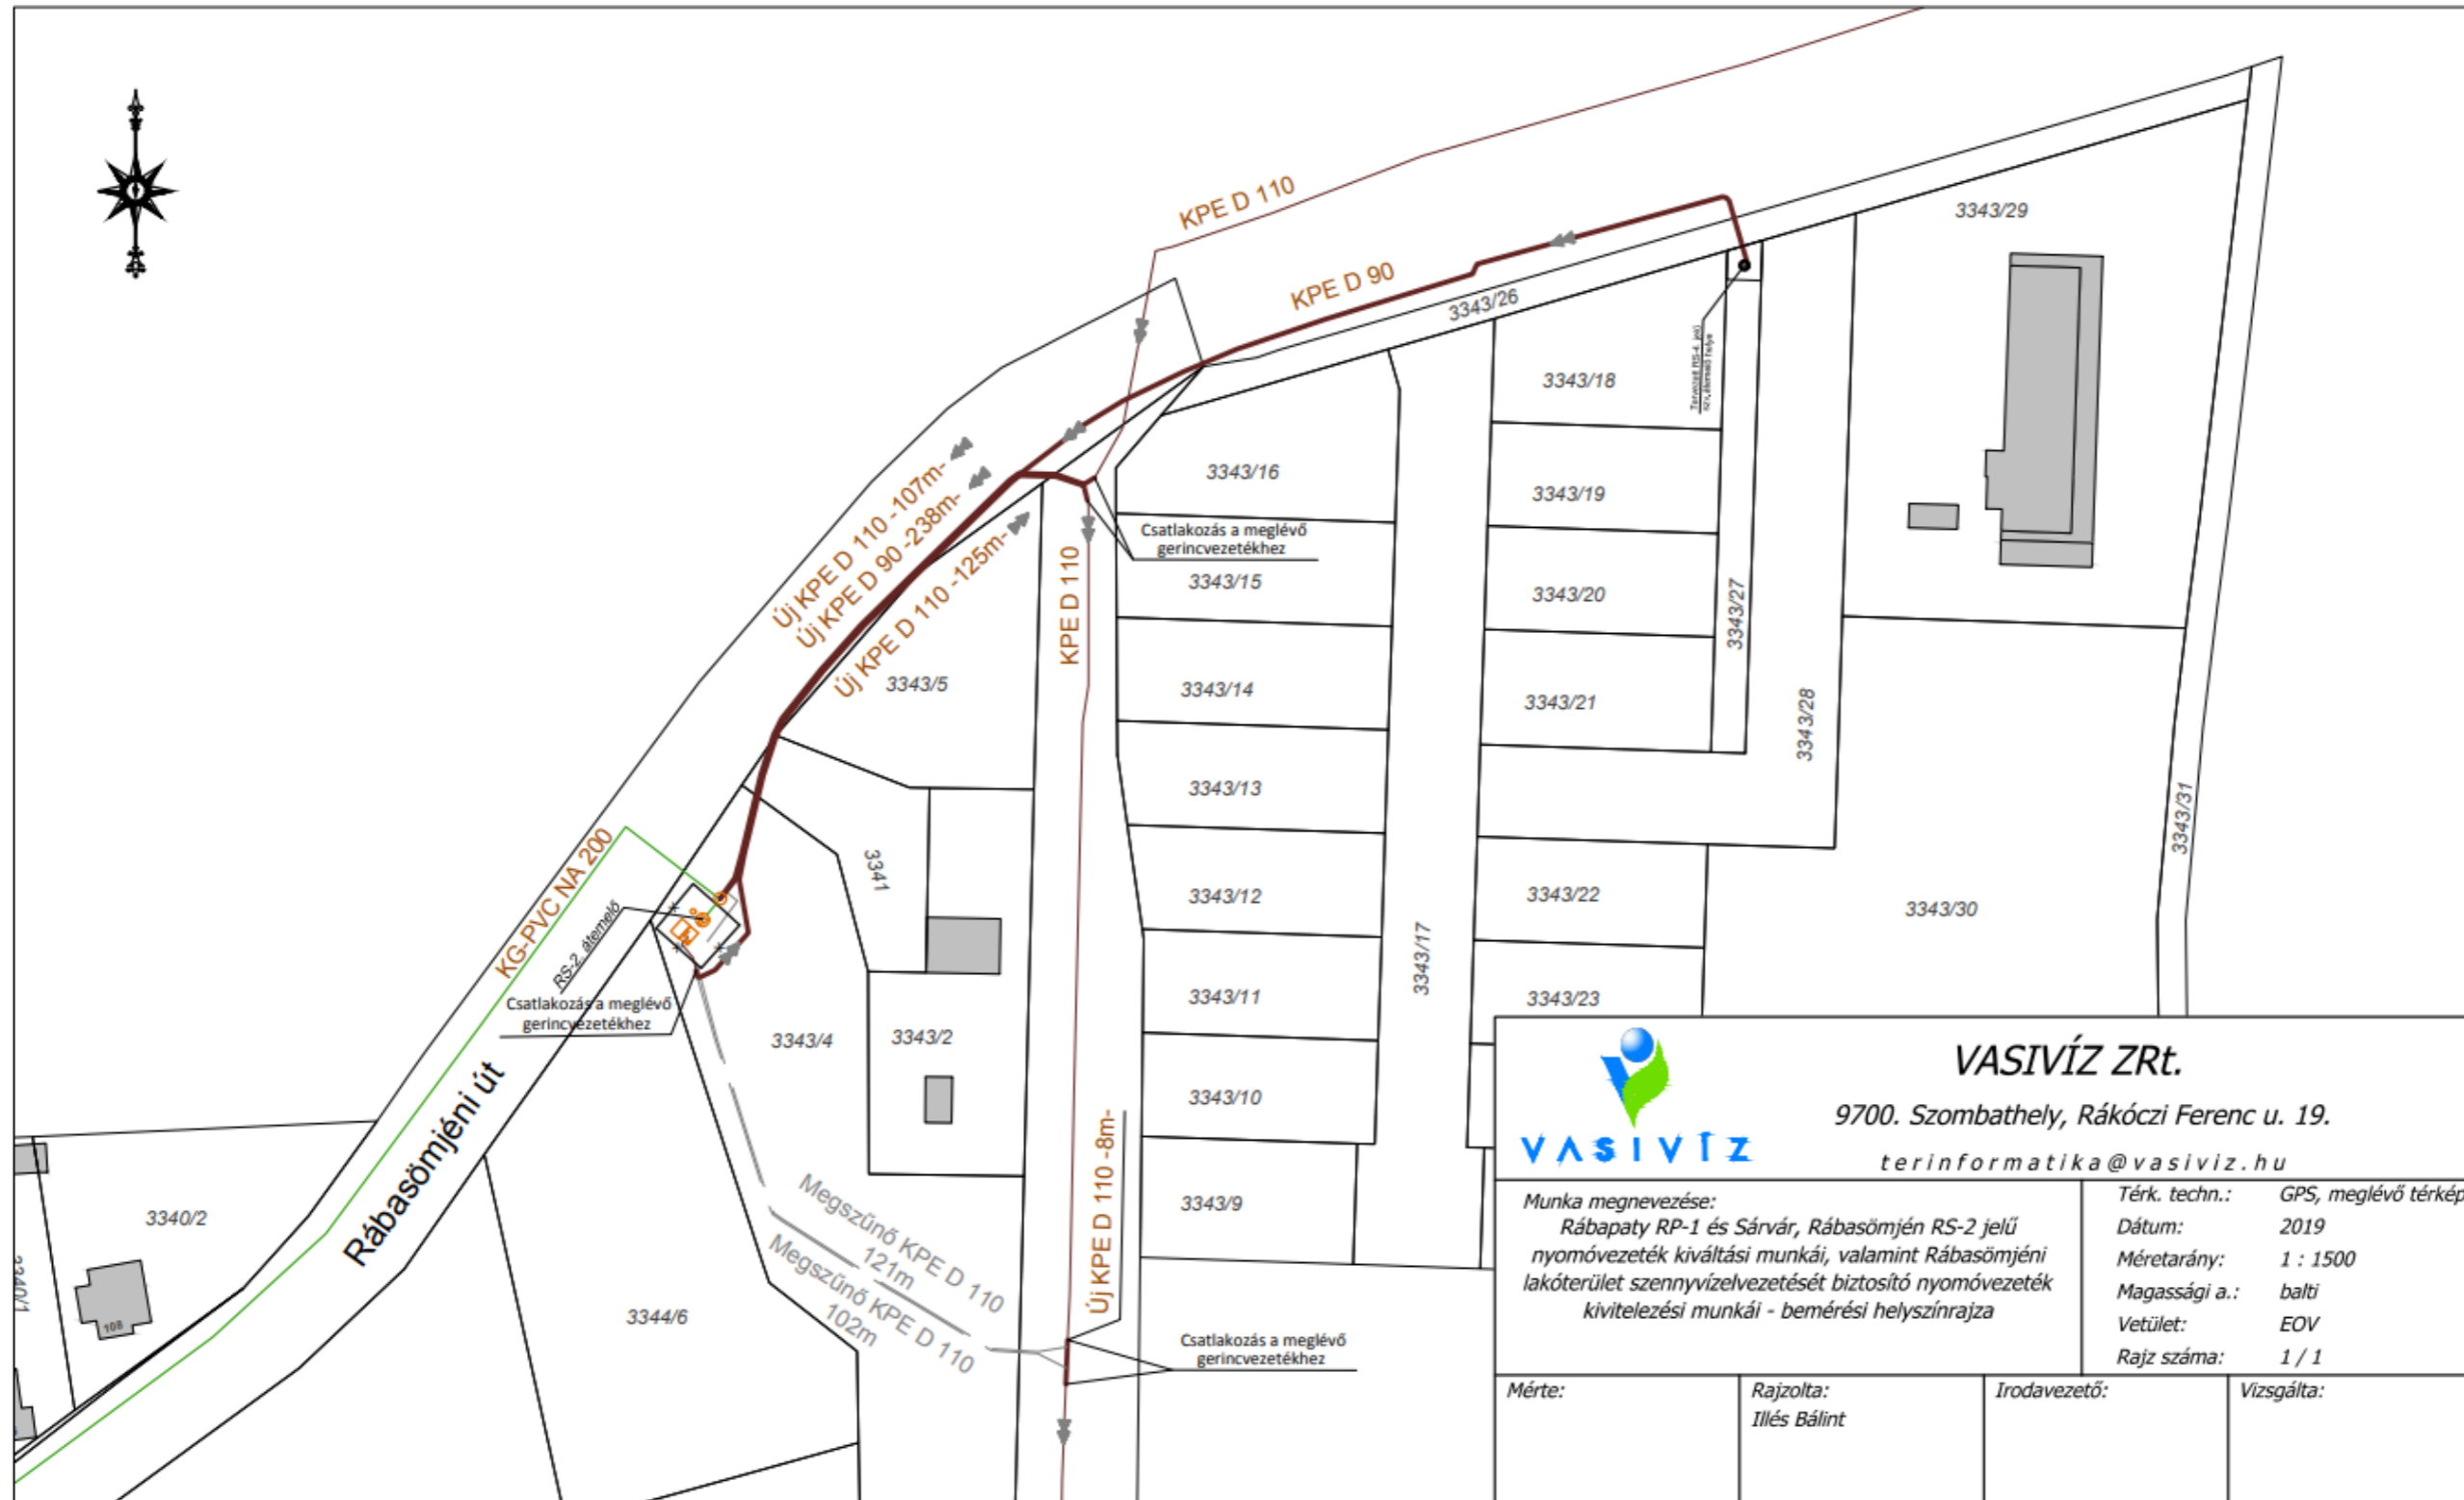 KPE D 110
KPE D 90
3343/29
3343/26
3343/18
3343/16
3343/19
Új KPE D 110 -107m-
Új KPE D 90 -238m-
Új KPE D 110 -125m-
Csatlakozás a meglévő
gerincvezetékhez
KPE D 110
3343/15
3343/20
3343/27
3343/5
3343/14
3343/21
3343/28
3343/13
3343/31
KG-PVC NA 200
3341
3343/12
3343/22
3343/30
RS-2. átemelő
3343/17
Csatlakozás a meglévő
gerincvezetékhez
3343/11
3343/23
3343/4
3343/2
3343/10
Rábasömjéni út
Új KPE D 110 -8m-
3343/9
3340/2
3340/1
108
Megszűnő KPE D 110
121m
Megszűnő KPE D 110
102m
3344/6
Csatlakozás a meglévő
gerincvezetékhez
VASIVÍZ
VASIVÍZ ZRt.
9700. Szombathely, Rákóczi Ferenc u. 19.
terinformatika@vasiviz.hu
Munka megnevezése:
Rábapaty RP-1 és Sárvár, Rábasömjén RS-2 jelű
nyomóvezeték kiváltási munkái, valamint Rábasömjéni
lakóterület szennyvízelvezetését biztosító nyomóvezeték
kivitelezési munkái - bemérési helyszínrajza
Térk. techn.: GPS, meglévő térkép
Dátum: 2019
Méretarány: 1 : 1500
Magassági a.: balti
Vetület: EOV
Rajz száma: 1 / 1
Mérte:
Rajzolta:
Illés Bálint
Irodavezető:
Vizsgálta: